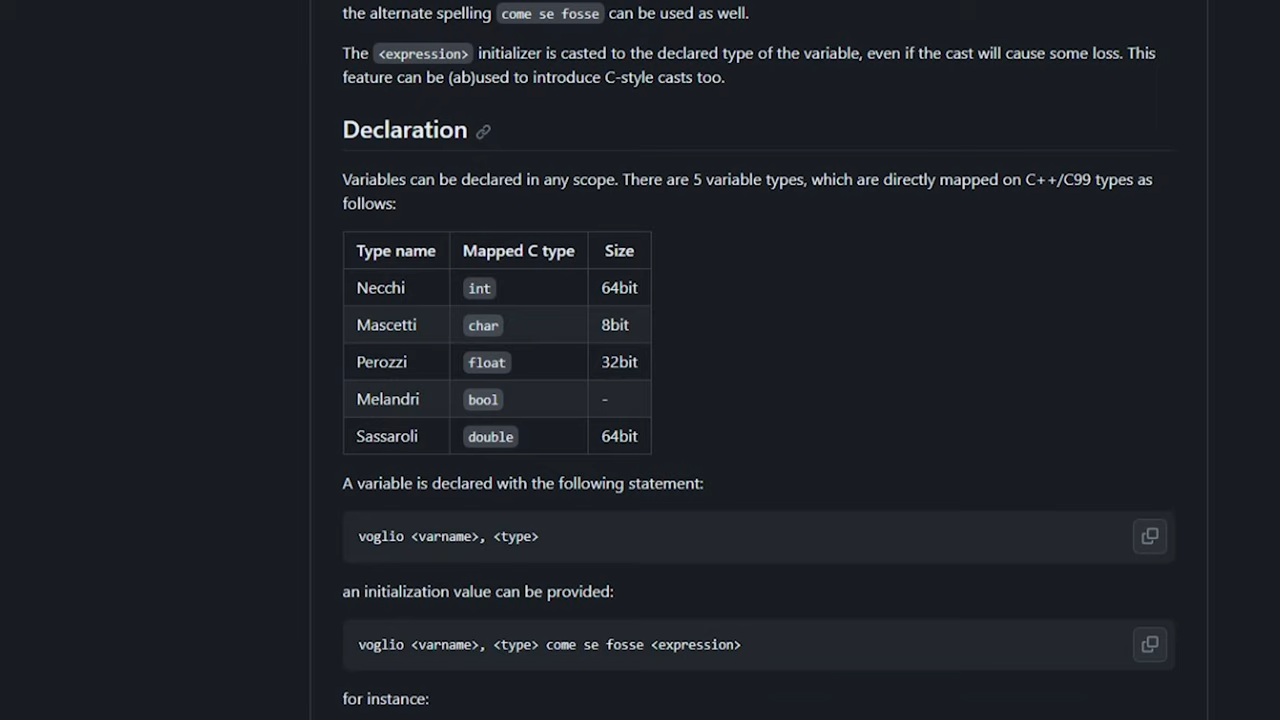 the alternate spelling come se fosse can be used as well.
The <expression> initializer is casted to the declared type of the variable, even if the cast will cause some loss. This
feature can be (ab)used to introduce C-style casts too.
Declaration
Variables can be declared in any scope. There are 5 variable types, which are directly mapped on C++/C99 types as
follows:
Type name Mapped C type Size
Necchi int 64bit
Mascetti char 8bit
Perozzi float 32bit
Melandri bool -
Sassaroli double 64bit
A variable is declared with the following statement:
voglio <varname>, <type>
an initialization value can be provided:
voglio <varname>, <type> come se fosse <expression>
for instance: